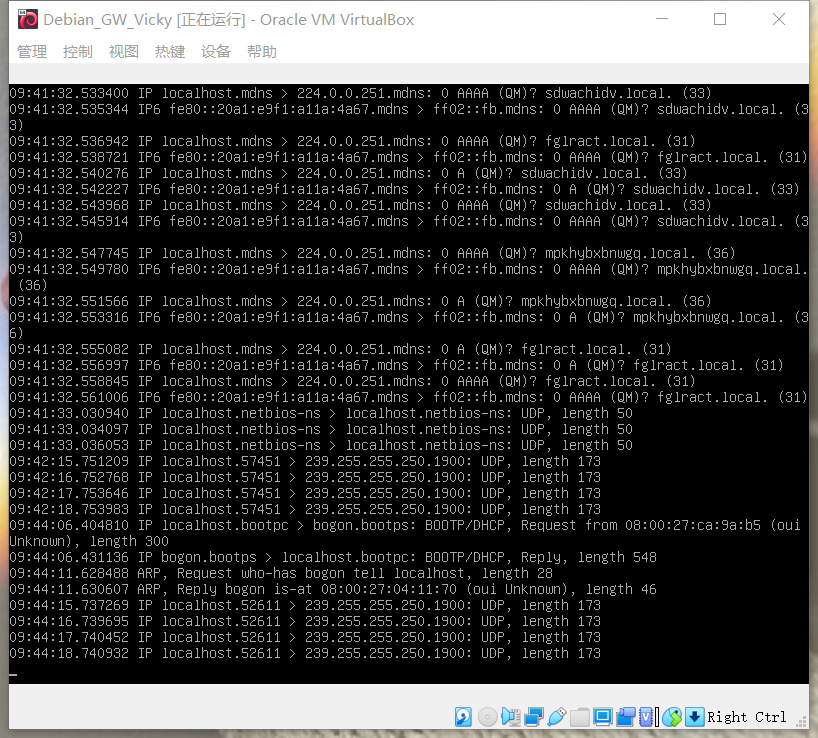 Debian_GW_Vicky [正在运行] - Oracle VM VirtualBox
管理 控制 视图 热键 设备 帮助
09:41:32.533400 IP localhost.mdns > 224.0.0.251.mdns: 0 AAAA (QM)? sdwachidv.local. (33)
09:41:32.535344 IP6 fe80::20a1:e9f1:a11a:4a67.mdns > ff02::fb.mdns: 0 AAAA (QM)? sdwachidv.local. (3
3)
09:41:32.536942 IP localhost.mdns > 224.0.0.251.mdns: 0 AAAA (QM)? fglract.local. (31)
09:41:32.538721 IP6 fe80::20a1:e9f1:a11a:4a67.mdns > ff02::fb.mdns: 0 AAAA (QM)? fglract.local. (31)
09:41:32.540276 IP localhost.mdns > 224.0.0.251.mdns: 0 A (QM)? sdwachidv.local. (33)
09:41:32.542227 IP6 fe80::20a1:e9f1:a11a:4a67.mdns > ff02::fb.mdns: 0 A (QM)? sdwachidv.local. (33)
09:41:32.543968 IP localhost.mdns > 224.0.0.251.mdns: 0 AAAA (QM)? sdwachidv.local. (33)
09:41:32.545914 IP6 fe80::20a1:e9f1:a11a:4a67.mdns > ff02::fb.mdns: 0 AAAA (QM)? sdwachidv.local. (3
3)
09:41:32.547745 IP localhost.mdns > 224.0.0.251.mdns: 0 AAAA (QM)? mpkhybxbnwgq.local. (36)
09:41:32.549780 IP6 fe80::20a1:e9f1:a11a:4a67.mdns > ff02::fb.mdns: 0 AAAA (QM)? mpkhybxbnwgq.local.
(36)
09:41:32.551566 IP localhost.mdns > 224.0.0.251.mdns: 0 A (QM)? mpkhybxbnwgq.local. (36)
09:41:32.553316 IP6 fe80::20a1:e9f1:a11a:4a67.mdns > ff02::fb.mdns: 0 A (QM)? mpkhybxbnwgq.local. (3
6)
09:41:32.555082 IP localhost.mdns > 224.0.0.251.mdns: 0 A (QM)? fglract.local. (31)
09:41:32.556997 IP6 fe80::20a1:e9f1:a11a:4a67.mdns > ff02::fb.mdns: 0 A (QM)? fglract.local. (31)
09:41:32.558845 IP localhost.mdns > 224.0.0.251.mdns: 0 AAAA (QM)? fglract.local. (31)
09:41:32.561006 IP6 fe80::20a1:e9f1:a11a:4a67.mdns > ff02::fb.mdns: 0 AAAA (QM)? fglract.local. (31)
09:41:33.030940 IP localhost.netbios-ns > localhost.netbios-ns: UDP, length 50
09:41:33.034097 IP localhost.netbios-ns > localhost.netbios-ns: UDP, length 50
09:41:33.036053 IP localhost.netbios-ns > localhost.netbios-ns: UDP, length 50
09:42:15.751209 IP localhost.57451 > 239.255.255.250.1900: UDP, length 173
09:42:16.752768 IP localhost.57451 > 239.255.255.250.1900: UDP, length 173
09:42:17.753646 IP localhost.57451 > 239.255.255.250.1900: UDP, length 173
09:42:18.753983 IP localhost.57451 > 239.255.255.250.1900: UDP, length 173
09:44:06.404810 IP localhost.bootpc > bogon.bootps: BOOTP/DHCP, Request from 08:00:27:ca:9a:b5 (oui
Unknown), length 300
09:44:06.431136 IP bogon.bootps > localhost.bootpc: BOOTP/DHCP, Reply, length 548
09:44:11.628488 ARP, Request who-has bogon tell localhost, length 28
09:44:11.630607 ARP, Reply bogon is-at 08:00:27:04:11:70 (oui Unknown), length 46
09:44:15.737269 IP localhost.52611 > 239.255.255.250.1900: UDP, length 173
09:44:16.739695 IP localhost.52611 > 239.255.255.250.1900: UDP, length 173
09:44:17.740452 IP localhost.52611 > 239.255.255.250.1900: UDP, length 173
09:44:18.740932 IP localhost.52611 > 239.255.255.250.1900: UDP, length 173
Right Ctrl